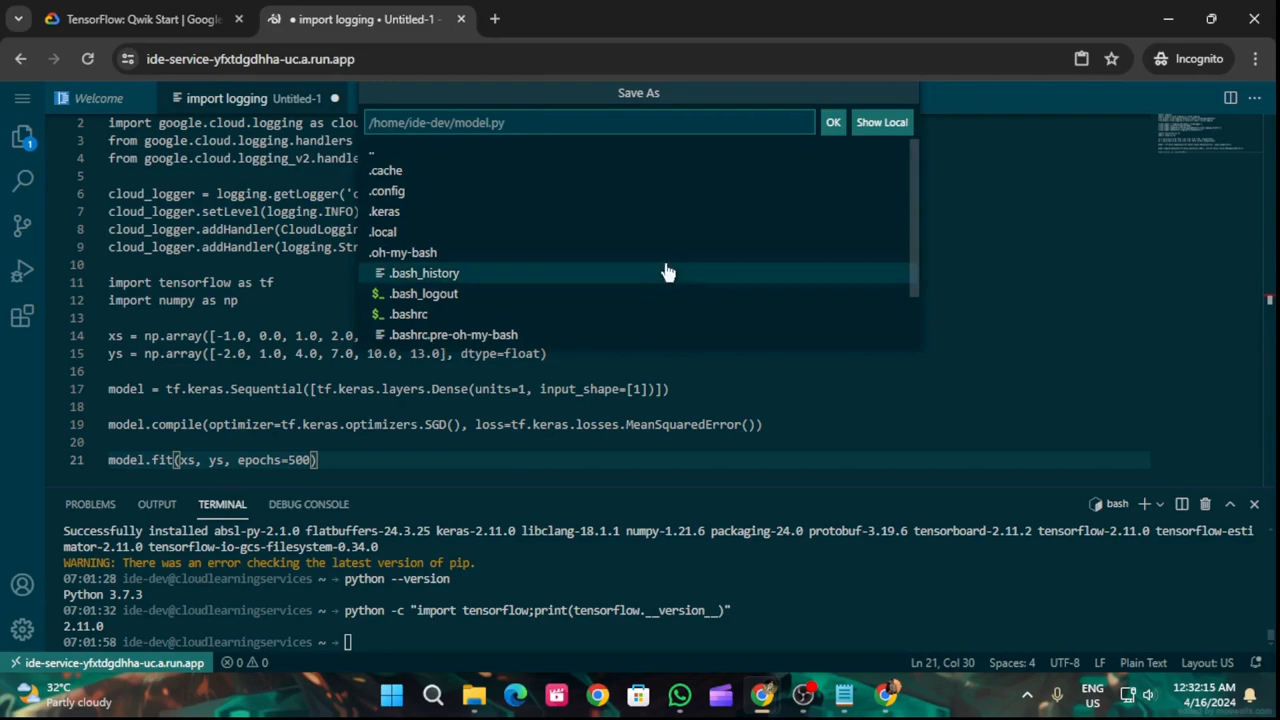 TensorFlow: Qwik Start | Google
import logging • Untitled-1 -
ide-service-yfxtdgdhha-uc.a.run.app
Incognito
Welcome
import logging Untitled-1
Save As
/home/ide-dev/model.py
OK
Show Local
..
.cache
.config
.keras
.local
.oh-my-bash
.bash_history
$_ .bash_logout
$_ .bashrc
.bashrc.pre-oh-my-bash
1
2 import google.cloud.logging as clou
3 from google.cloud.logging.handlers
4 from google.cloud.logging_v2.handle
5
6 cloud_logger = logging.getLogger('c
7 cloud_logger.setLevel(logging.INFO)
8 cloud_logger.addHandler(CloudLoggin
9 cloud_logger.addHandler(logging.Str
10
11 import tensorflow as tf
12 import numpy as np
13
14 xs = np.array([-1.0, 0.0, 1.0, 2.0,
15 ys = np.array([-2.0, 1.0, 4.0, 7.0, 10.0, 13.0], dtype=float)
16
17 model = tf.keras.Sequential([tf.keras.layers.Dense(units=1, input_shape=[1])])
18
19 model.compile(optimizer=tf.keras.optimizers.SGD(), loss=tf.keras.losses.MeanSquaredError())
20
21 model.fit(xs, ys, epochs=500)
PROBLEMS OUTPUT TERMINAL DEBUG CONSOLE
bash
Successfully installed absl-py-2.1.0 flatbuffers-24.3.25 keras-2.11.0 libclang-18.1.1 numpy-1.21.6 packaging-24.0 protobuf-3.19.6 tensorboard-2.11.2 tensorflow-2.11.0 tensorflow-esti
mator-2.11.0 tensorflow-io-gcs-filesystem-0.34.0
WARNING: There was an error checking the latest version of pip.
07:01:28 ide-dev@cloudlearningservices ~ → python --version
Python 3.7.3
07:01:32 ide-dev@cloudlearningservices ~ → python -c "import tensorflow;print(tensorflow.__version__)"
2.11.0
07:01:58 ide-dev@cloudlearningservices ~ →
ide-service-yfxtdgdhha-uc.a.run.app
0 0
Ln 21, Col 30 Spaces: 4 UTF-8 LF Plain Text Layout: US
32°C
Partly cloudy
ENG
US
12:32:15 AM
4/16/2024